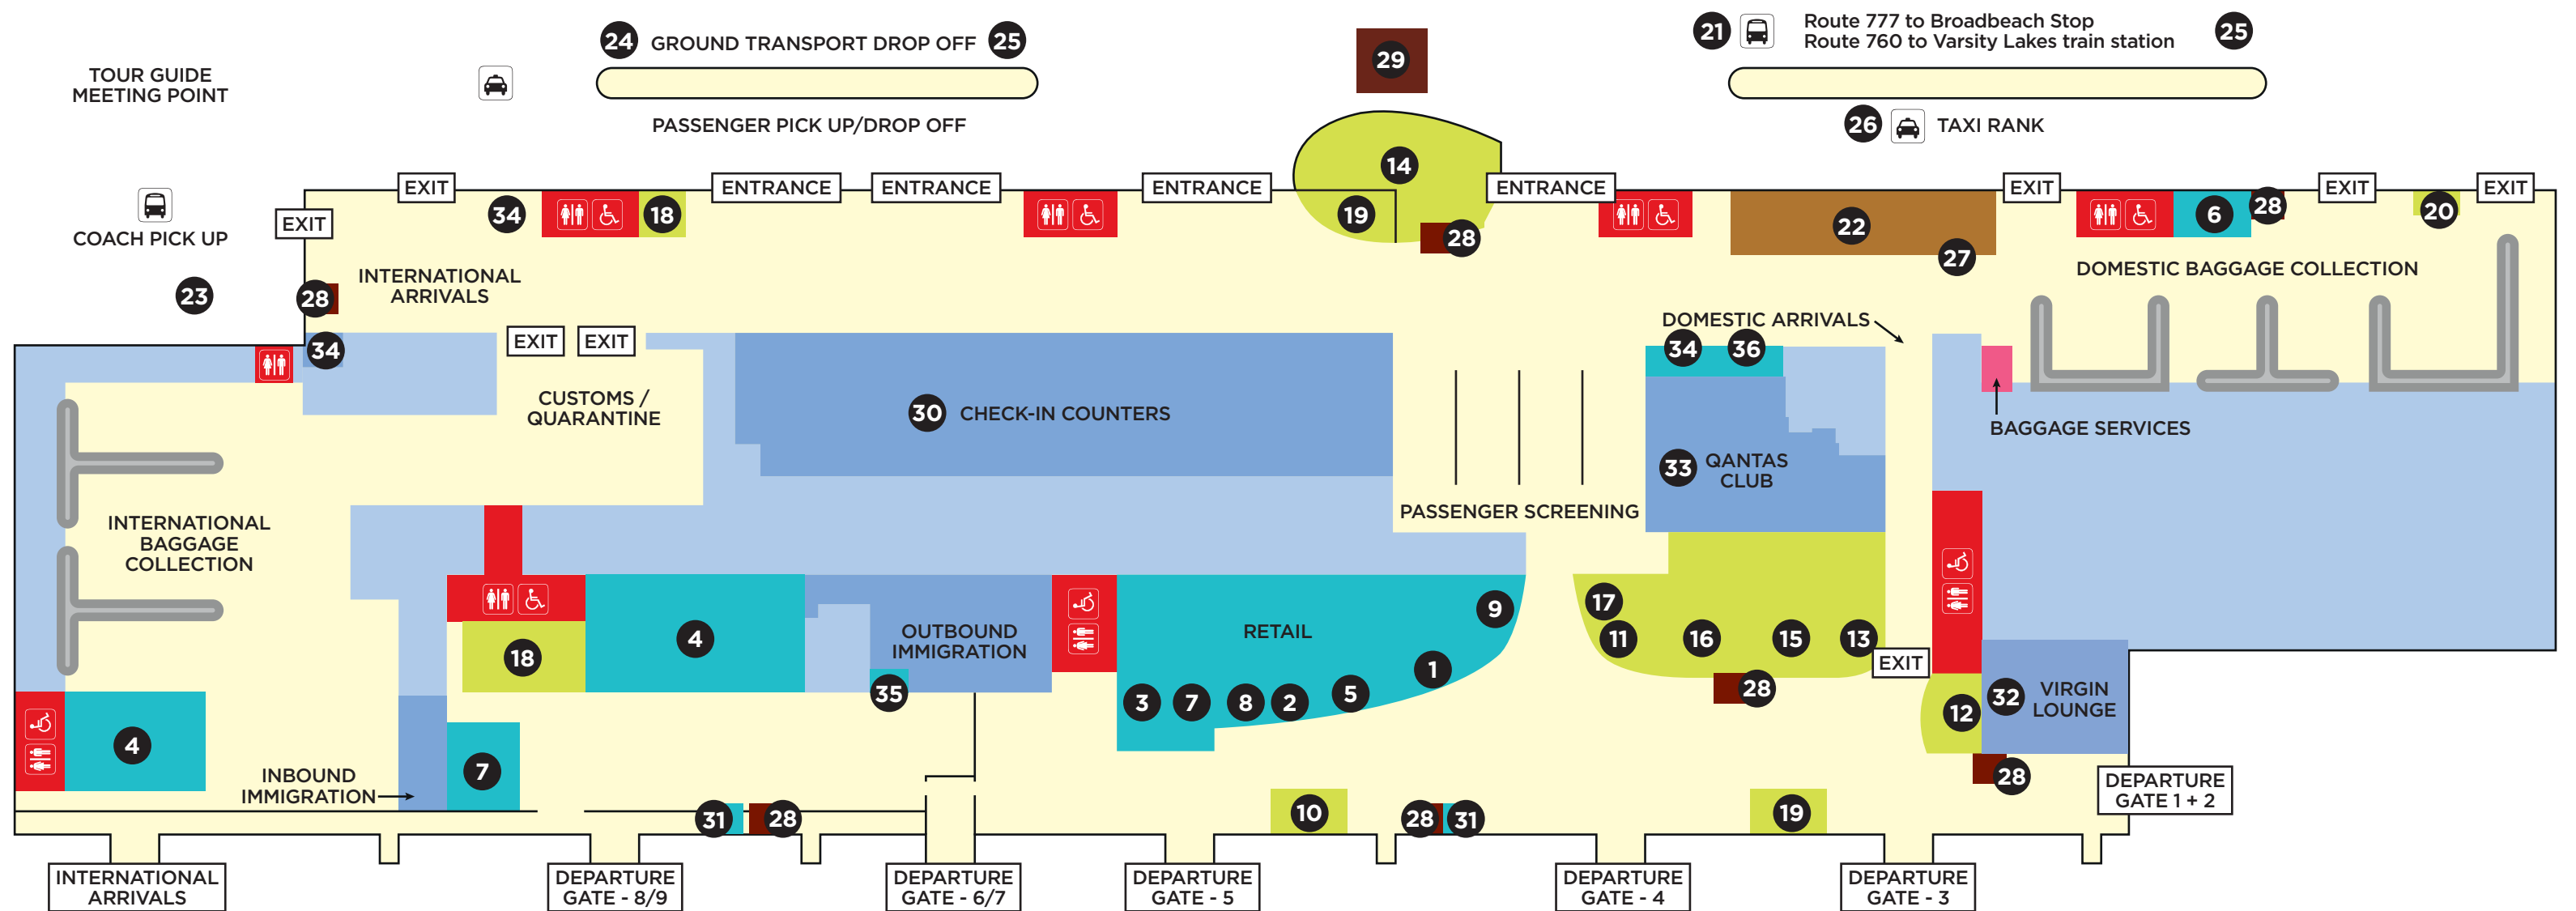 24 GROUND TRANSPORT DROP OFF 25
21 Route 777 to Broadbeach Stop
Route 760 to Varsity Lakes train station 25
29
TOUR GUIDE
MEETING POINT
PASSENGER PICK UP/DROP OFF
26 TAXI RANK
14
EXIT
ENTRANCE
ENTRANCE
ENTRANCE
ENTRANCE
EXIT
EXIT
EXIT
EXIT
34
18
19
28
22
27
6
28
20
COACH PICK UP
23
28
INTERNATIONAL
ARRIVALS
DOMESTIC BAGGAGE COLLECTION
34
EXIT
EXIT
DOMESTIC ARRIVALS
34
36
CUSTOMS /
QUARANTINE
30 CHECK-IN COUNTERS
BAGGAGE SERVICES
33 QANTAS
CLUB
PASSENGER SCREENING
INTERNATIONAL
BAGGAGE
COLLECTION
18
4
OUTBOUND
IMMIGRATION
35
RETAIL
9
1
3
7
8
2
5
17
11
16
15
13
EXIT
28
12
32 VIRGIN
LOUNGE
28
4
INBOUND
IMMIGRATION
7
31
28
10
28
31
19
DEPARTURE
GATE 1 + 2
INTERNATIONAL
ARRIVALS
DEPARTURE
GATE - 8/9
DEPARTURE
GATE - 6/7
DEPARTURE
GATE - 5
DEPARTURE
GATE - 4
DEPARTURE
GATE - 3